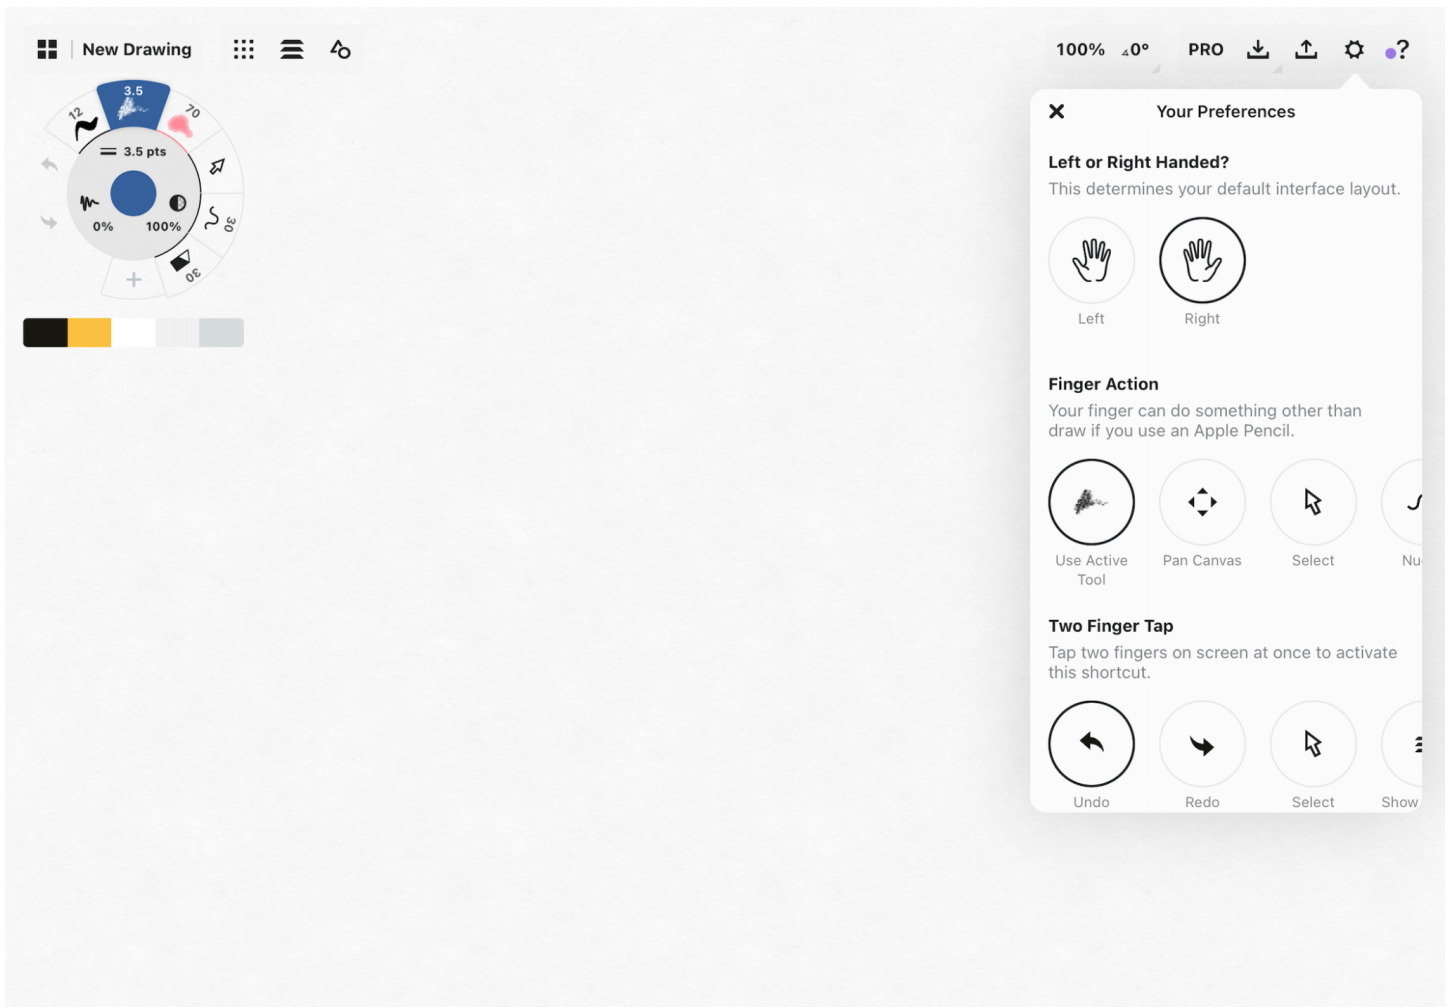 New Drawing
100% ⊿0° PRO ?
12
3.5
70
3.5 pts
0% 100%
30
30
+
Your Preferences
Left or Right Handed?
This determines your default interface layout.
Left Right
Finger Action
Your finger can do something other than
draw if you use an Apple Pencil.
Use Active Pan Canvas Select Nu
Tool
Two Finger Tap
Tap two fingers on screen at once to activate
this shortcut.
Undo Redo Select Show